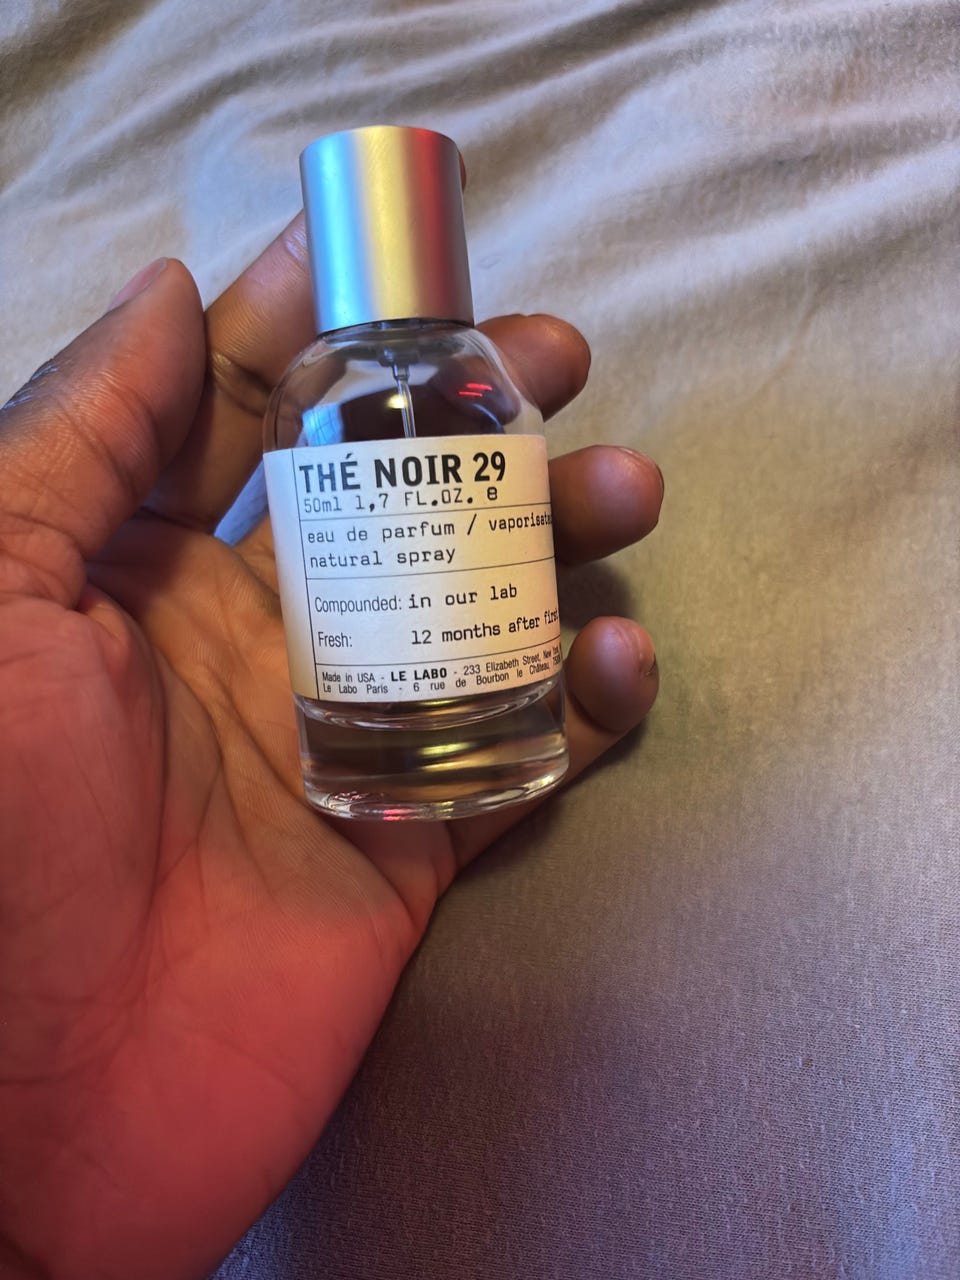 THÉ NOIR 29
50ml 1,7 FL.OZ. e
eau de parfum / vaporisate
natural spray
Compounded: in our lab
Fresh: 12 months after first
Made in USA - LE LABO - 233 Elizabeth Street, New York,
Le Labo Paris - 6 rue de Bourbon le Château, 750